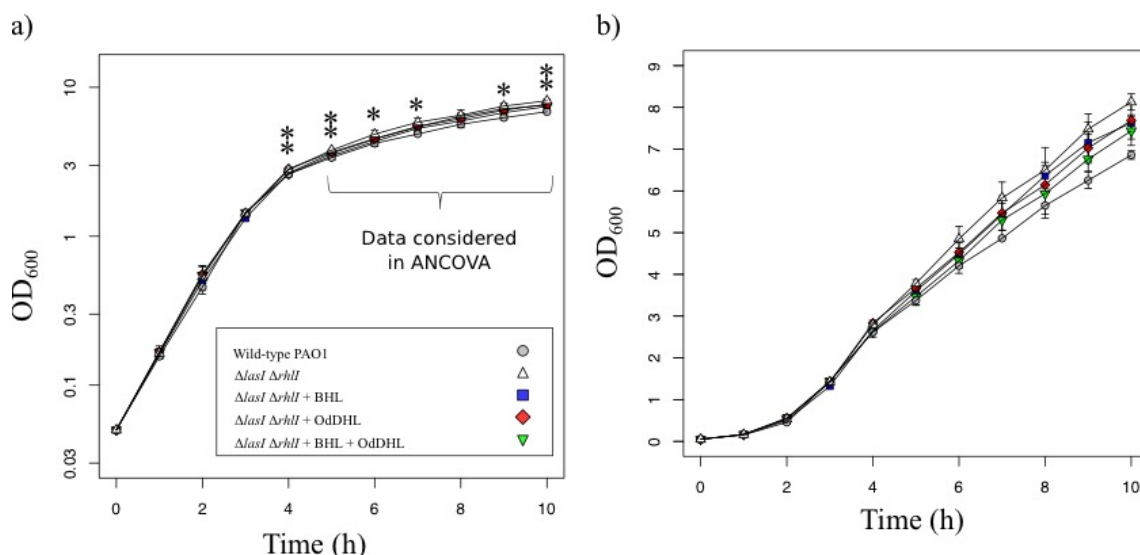 a)
OD600
10
3
1
0.3
0.1
0.03
** ** * * * **
Data considered
in ANCOVA
Wild-type PAO1
ΔlasI ΔrhlI
ΔlasI ΔrhlI + BHL
ΔlasI ΔrhlI + OdDHL
ΔlasI ΔrhlI + BHL + OdDHL
0 2 4 6 8 10
Time (h)
b)
OD600
9
8
7
6
5
4
3
2
1
0
0 2 4 6 8 10
Time (h)